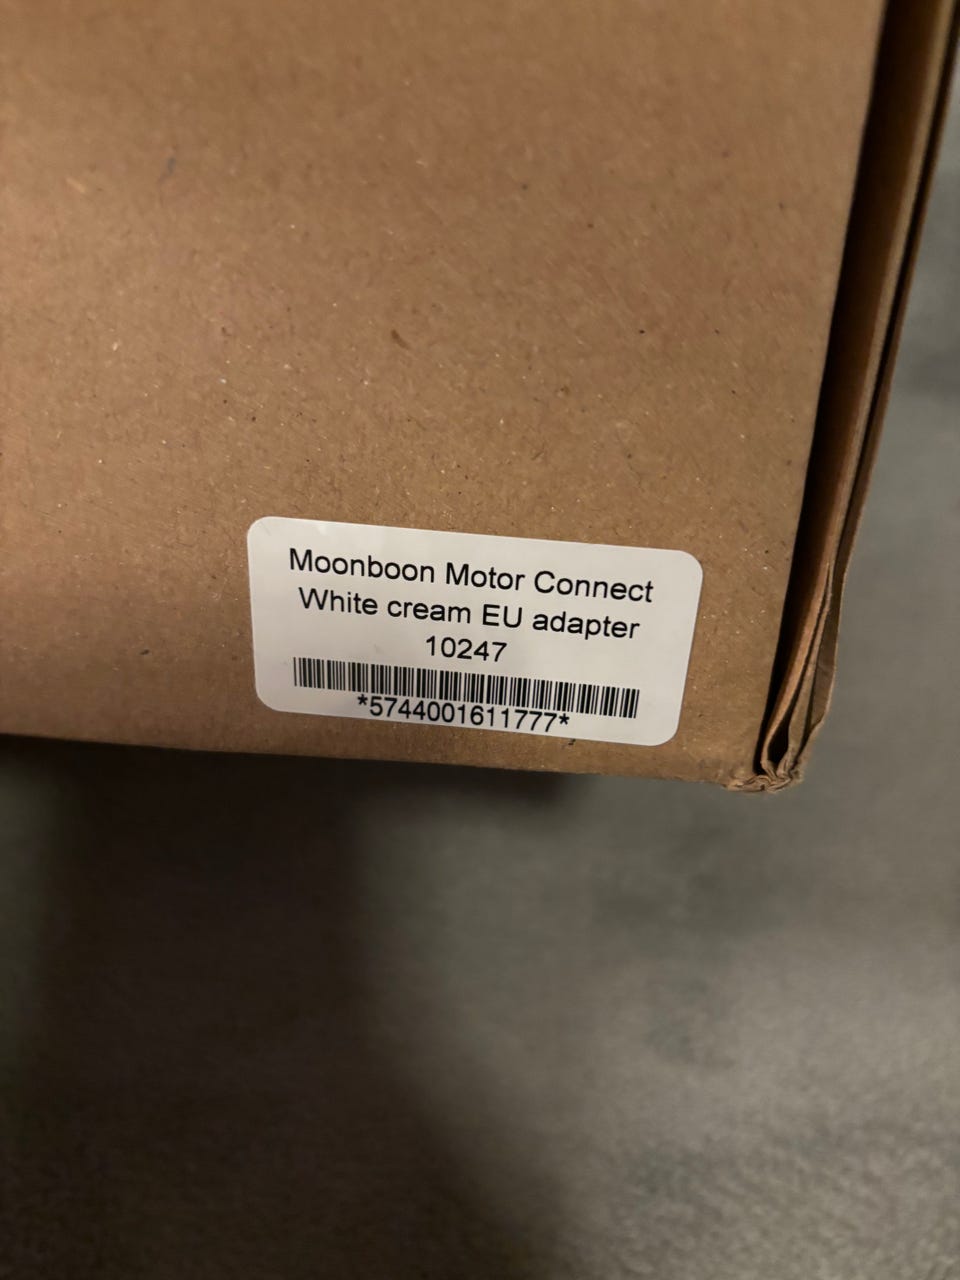 Moonboon Motor Connect
White cream EU adapter
10247
*5744001611777*